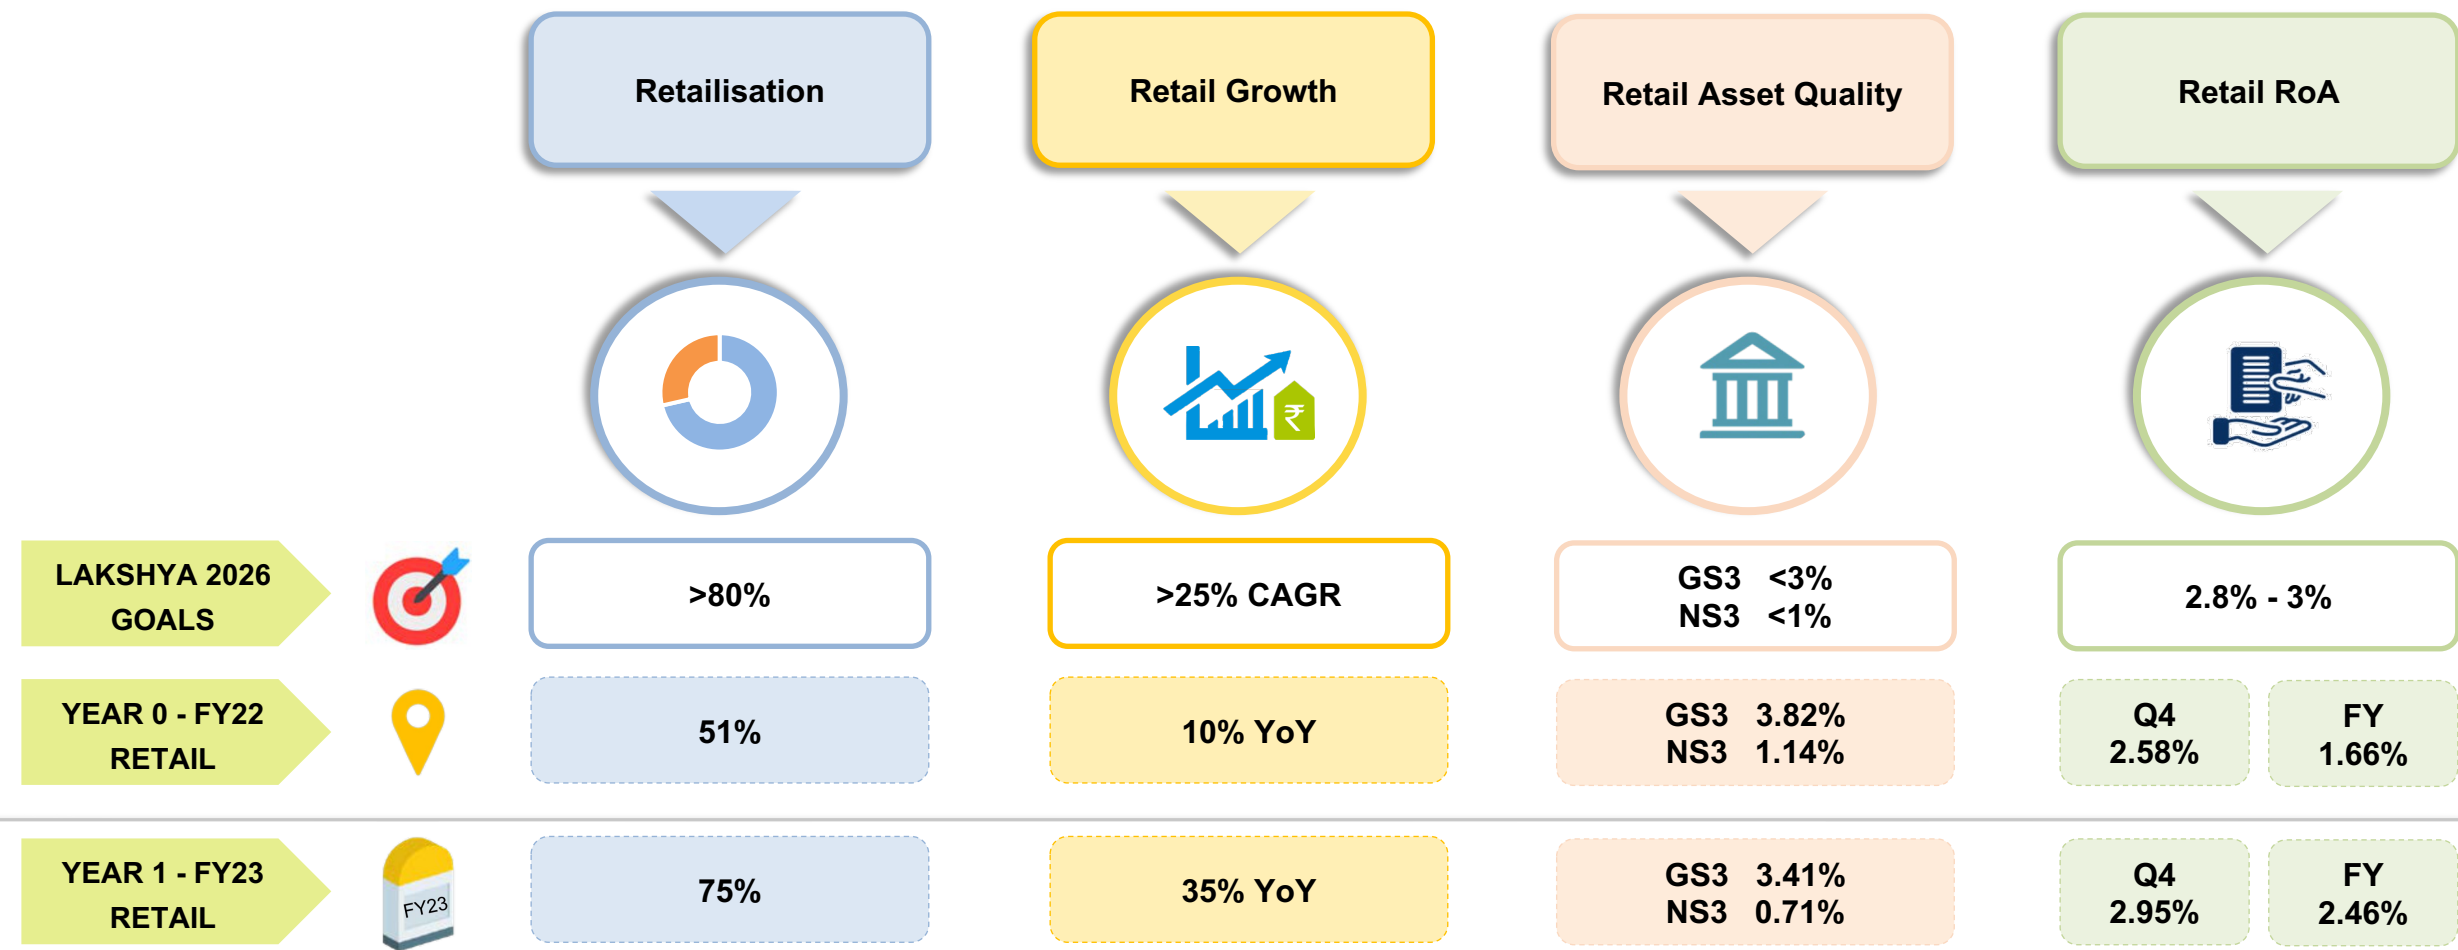 Retailisation
Retail Growth
Retail Asset Quality
Retail RoA
₹
LAKSHYA 2026
GOALS
>80%
>25% CAGR
GS3 <3%
NS3 <1%
2.8% - 3%
YEAR 0 - FY22
RETAIL
51%
10% YoY
GS3 3.82%
NS3 1.14%
Q4
2.58%
FY
1.66%
YEAR 1 - FY23
RETAIL
FY23
75%
35% YoY
GS3 3.41%
NS3 0.71%
Q4
2.95%
FY
2.46%